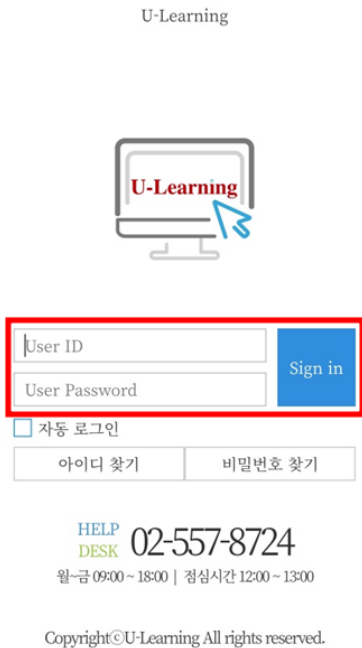 U-Learning
U-Learning
User ID
User Password
Sign in
자동 로그인
아이디 찾기
비밀번호 찾기
HELP
DESK
02-557-8724
월~금 09:00 ~ 18:00 | 점심시간 12:00 ~ 13:00
CopyrightⓒU-Learning All rights reserved.